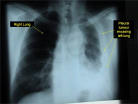 Right Lung
Pleural
tumour
encasing
left lung